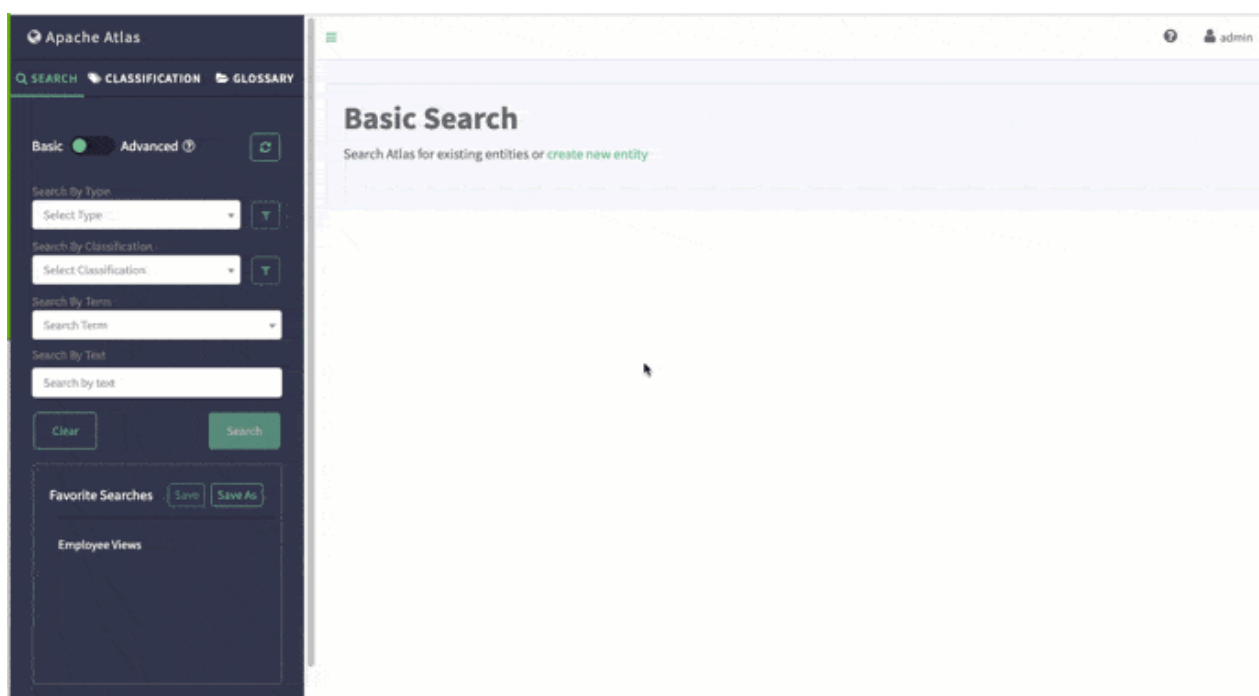 Apache Atlas
admin
SEARCH CLASSIFICATION GLOSSARY
Basic Search
Search Atlas for existing entities or create new entity
Basic Advanced
Search By Type
Select Type
Search By Classification
Select Classification
Search By Term
Search Term
Search By Text
Search by text
Clear Search
Favorite Searches Save Save As
Employee Views